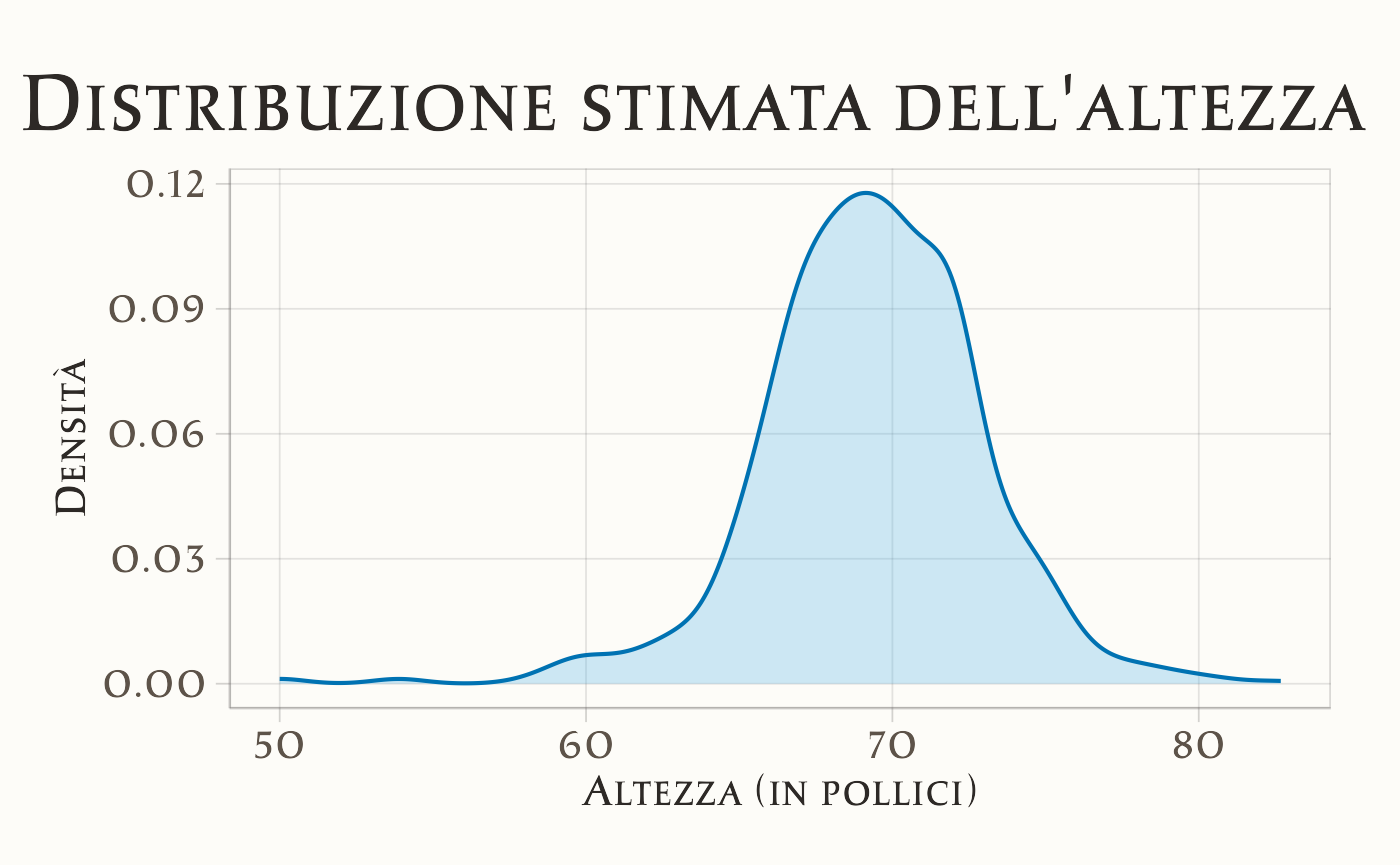 Distribuzione stimata dell'altezza
0.12
0.09
0.06
0.03
0.00
Densità
50 60 70 80
Altezza (in pollici)